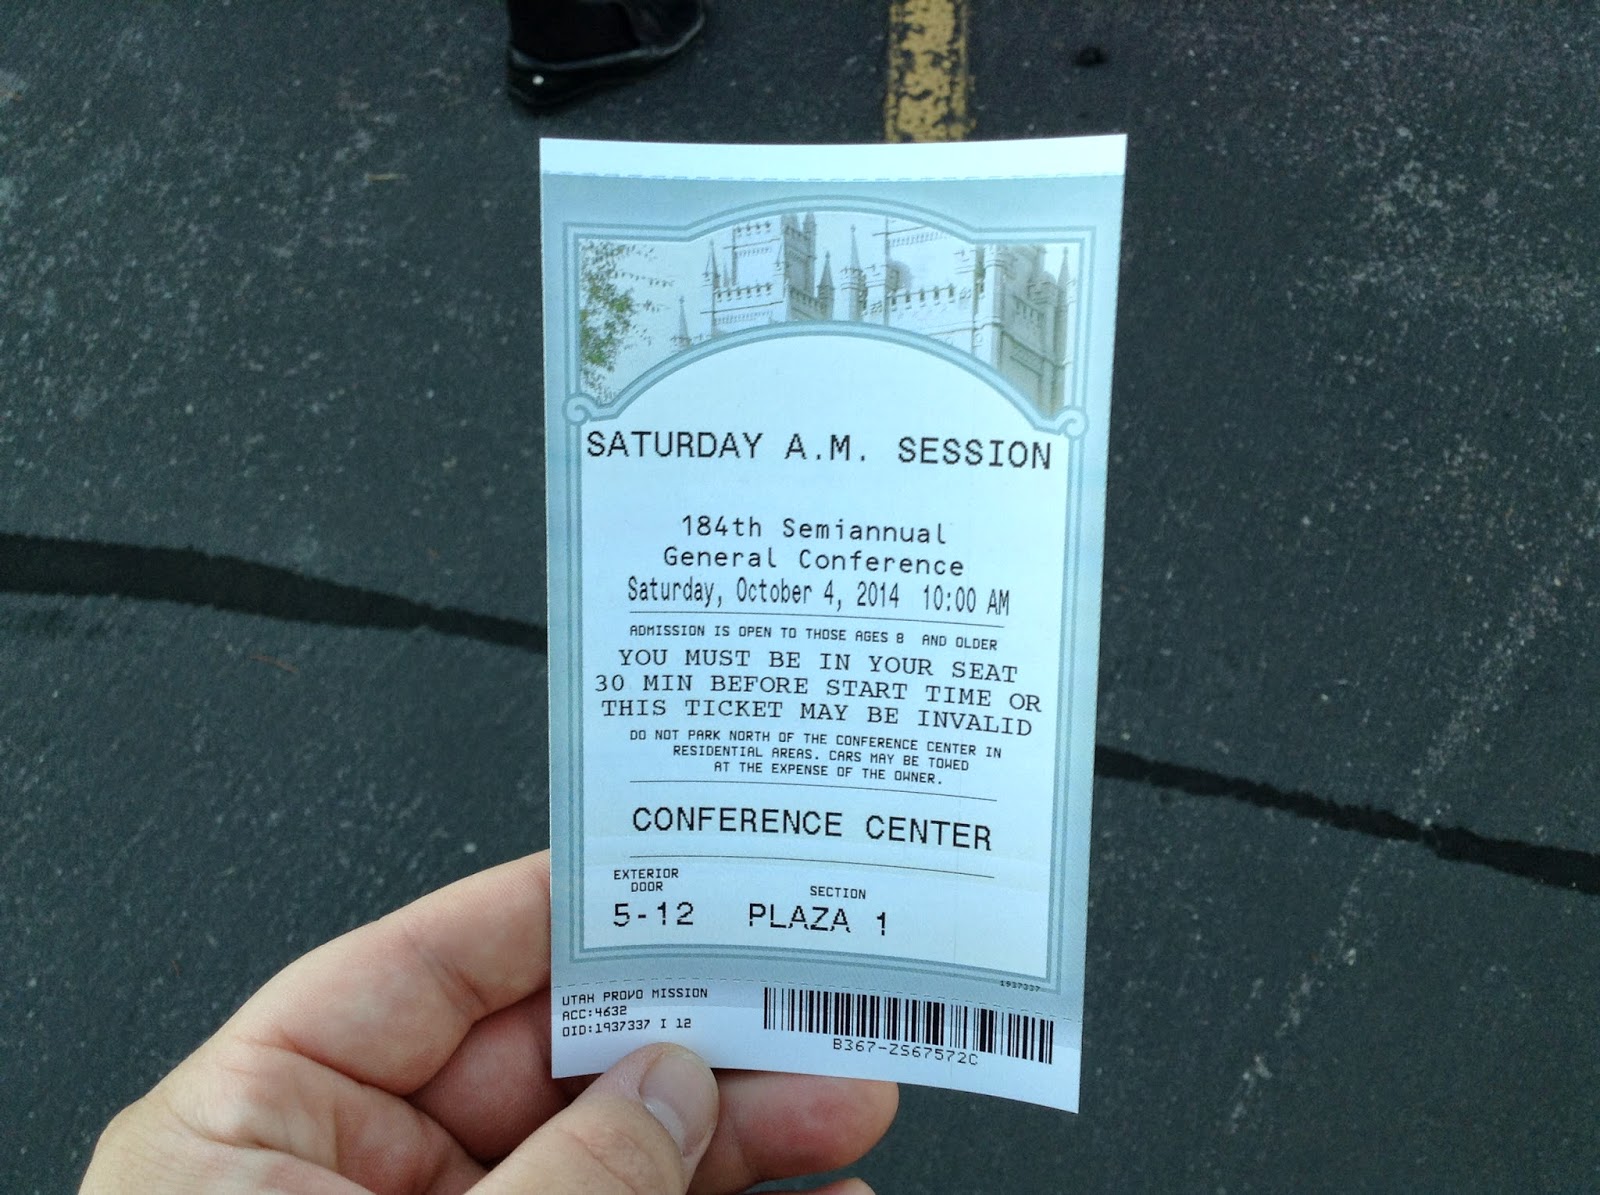 SATURDAY A.M. SESSION
184th Semiannual
General Conference
Saturday, October 4, 2014 10:00 AM
ADMISSION IS OPEN TO THOSE AGES 8 AND OLDER
YOU MUST BE IN YOUR SEAT
30 MIN BEFORE START TIME OR
THIS TICKET MAY BE INVALID
DO NOT PARK NORTH OF THE CONFERENCE CENTER IN
RESIDENTIAL AREAS. CARS MAY BE TOWED
AT THE EXPENSE OF THE OWNER.
CONFERENCE CENTER
EXTERIOR
DOOR
SECTION
5-12 PLAZA 1
1937337
UTAH PROVO MISSION
ACC:4632
OID:1937337 I 12
B367-ZS67572C